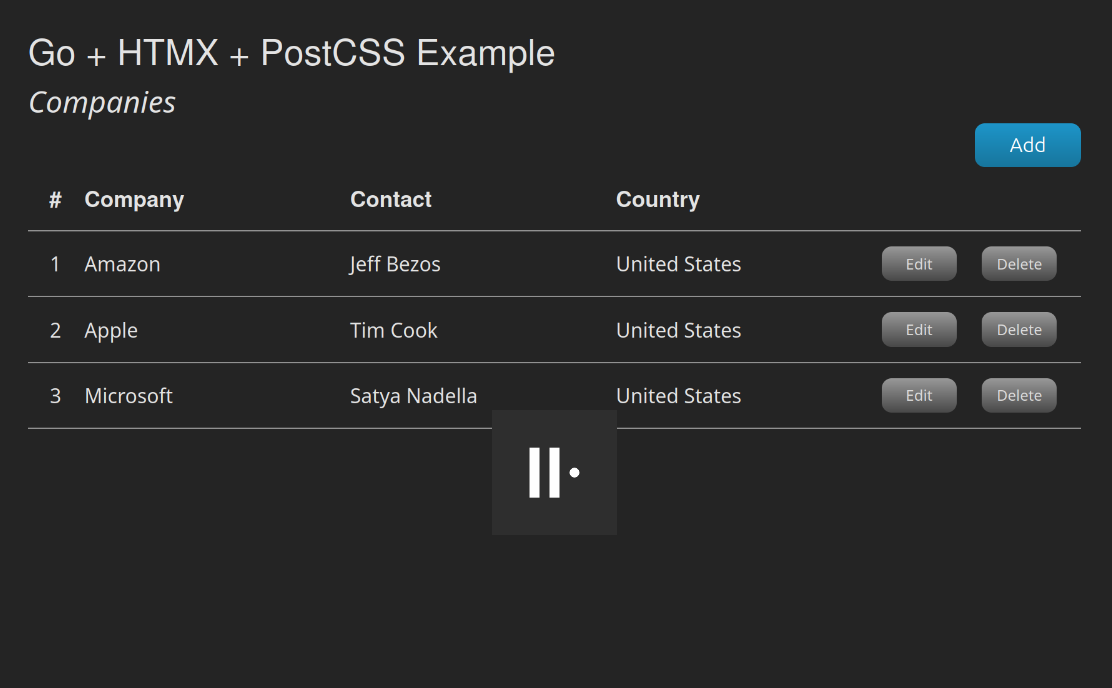 Go + HTMX + PostCSS Example
Companies
Add
# Company Contact Country
1 Amazon Jeff Bezos United States Edit Delete
2 Apple Tim Cook United States Edit Delete
3 Microsoft Satya Nadella United States Edit Delete